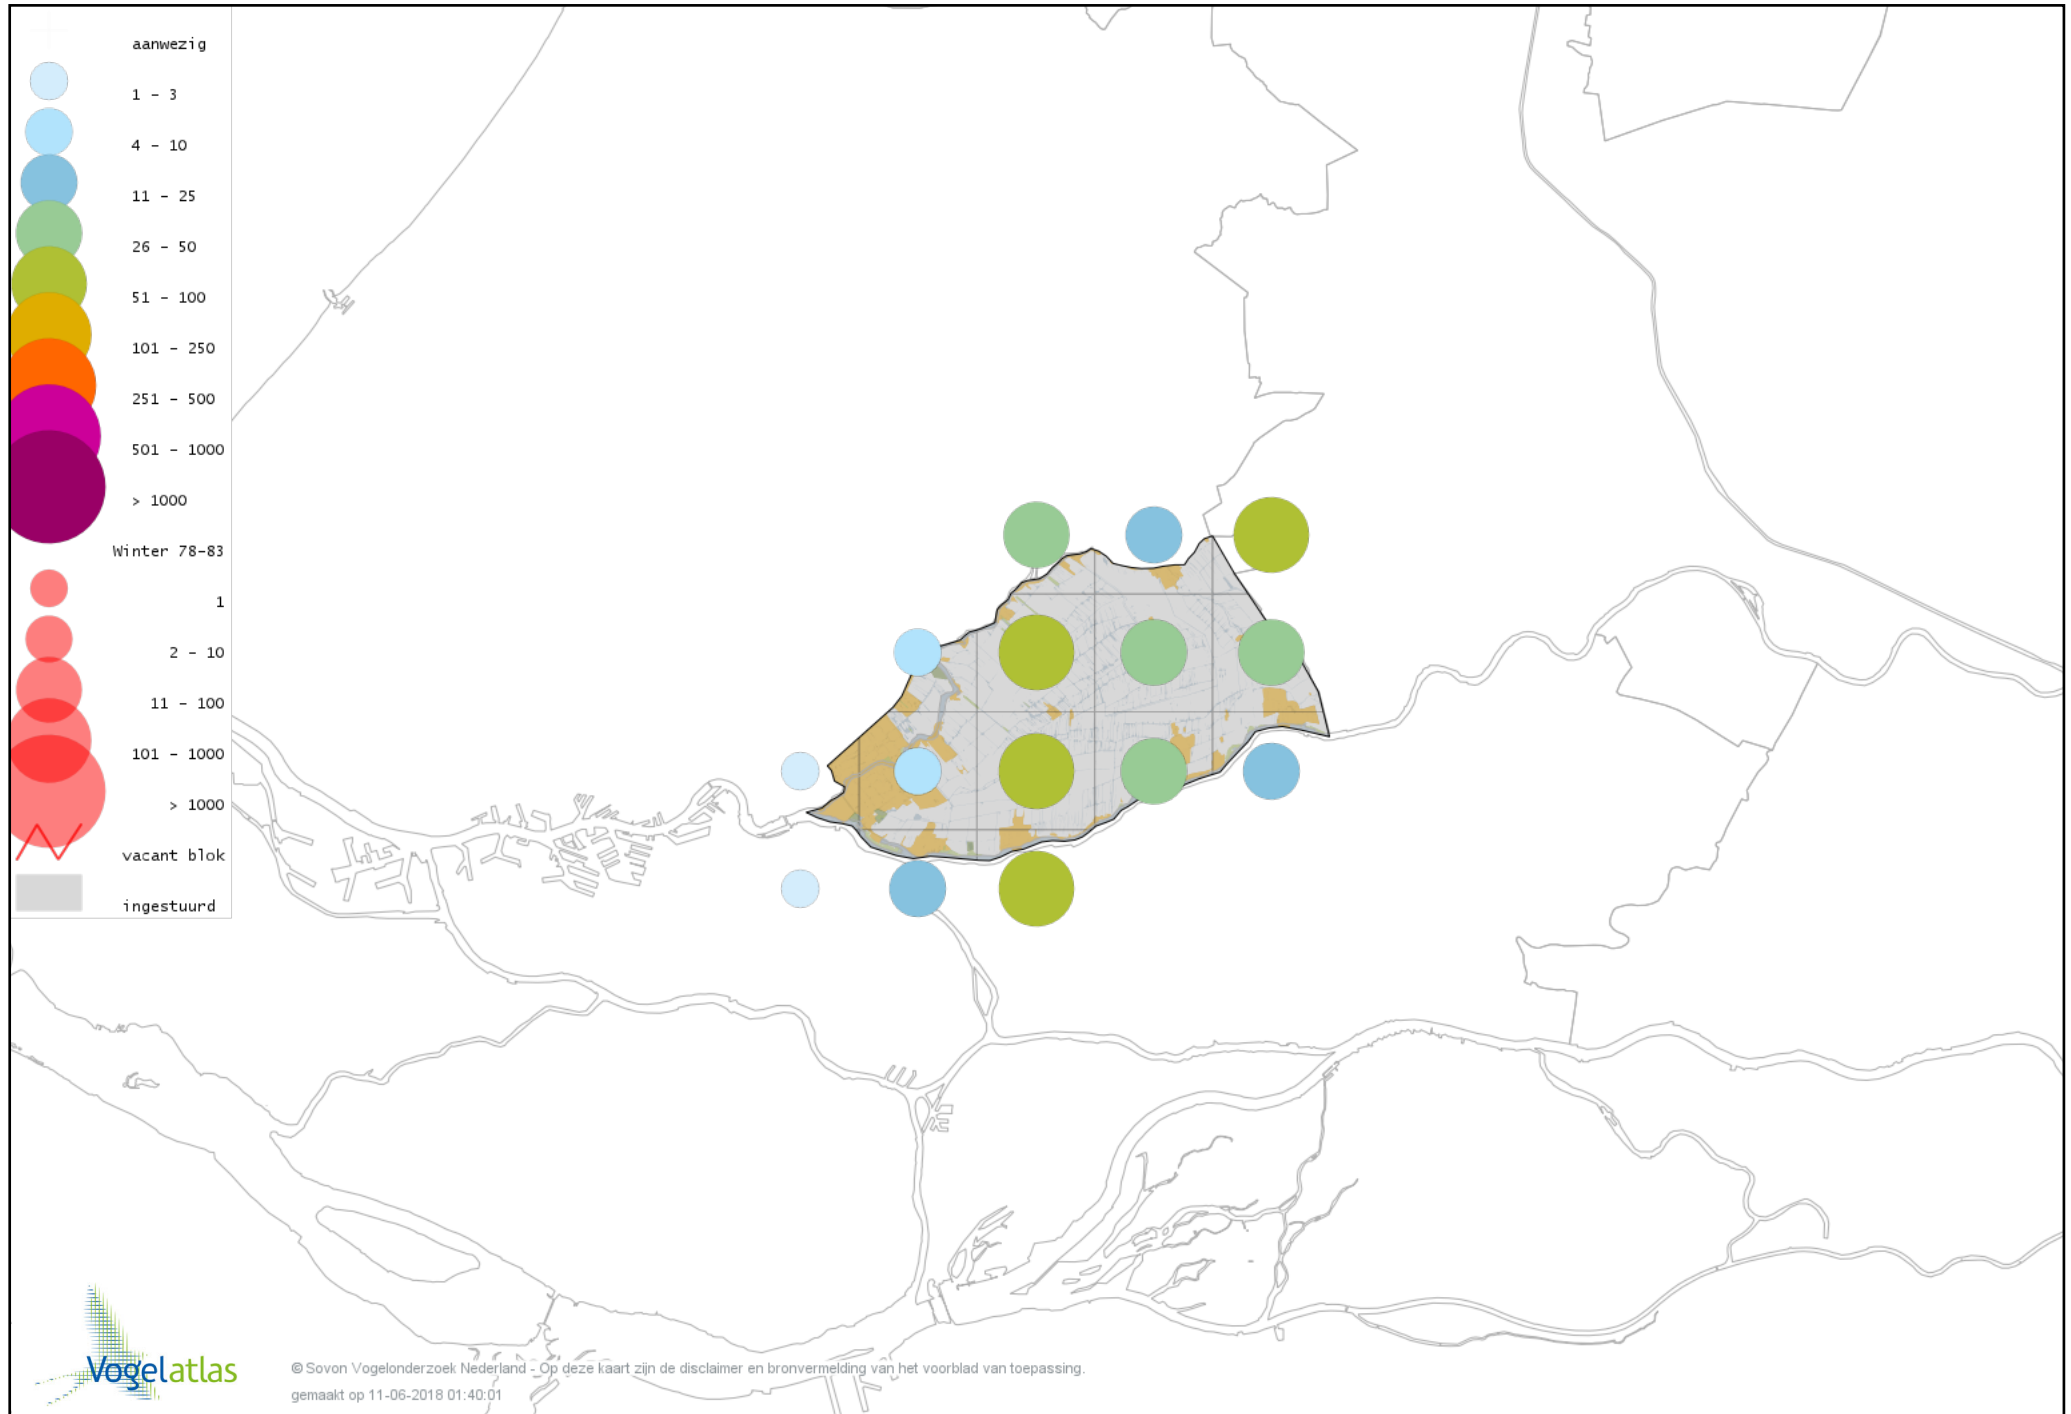 aanwezig
1 - 3
4 - 10
11 - 25
26 - 50
51 - 100
101 - 250
251 - 500
501 - 1000
> 1000
Winter 78-83
1
2 - 10
11 - 100
101 - 1000
> 1000
vacant blok
ingestuurd
Vogelatlas
© Sovon Vogelonderzoek Nederland - Op deze kaart zijn de disclaimer en bronvermelding van het voorblad van toepassing.
gemaakt op 11-06-2018 01:40:01